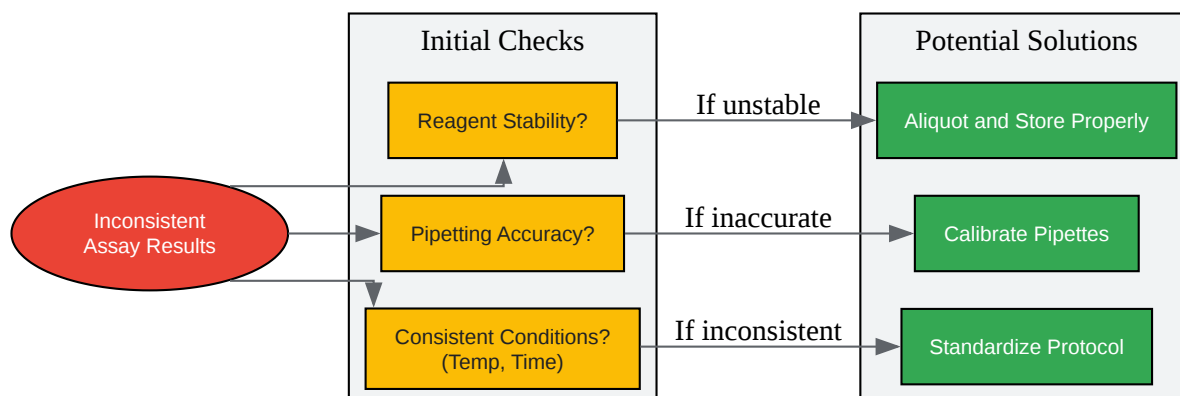 Initial Checks
Potential Solutions
Reagent Stability?
If unstable
Aliquot and Store Properly
Inconsistent
Assay Results
Pipetting Accuracy?
If inaccurate
Calibrate Pipettes
Consistent Conditions?
(Temp, Time)
If inconsistent
Standardize Protocol